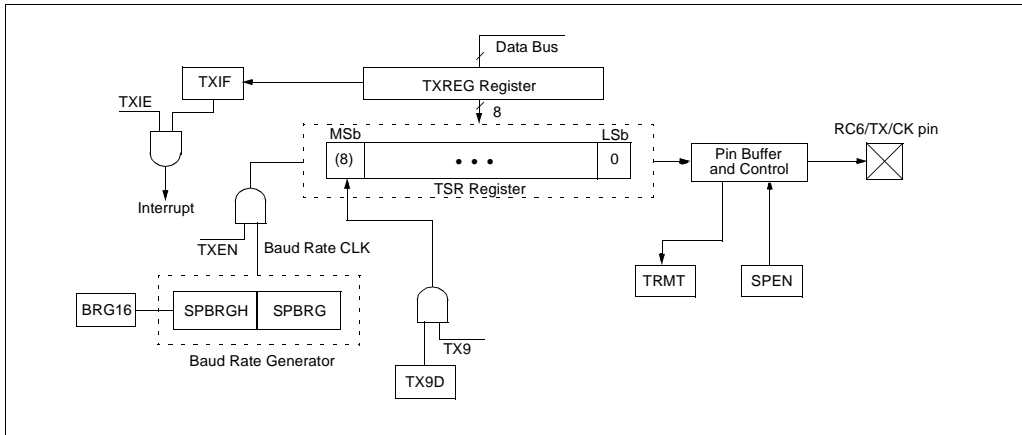 Data Bus
TXIF
TXREG Register
TXIE
8
MSb
LSb
RC6/TX/CK pin
(8)
• • •
0
Pin Buffer
and Control
TSR Register
Interrupt
TXEN
Baud Rate CLK
TRMT
SPEN
BRG16
SPBRGH
SPBRG
TX9
Baud Rate Generator
TX9D